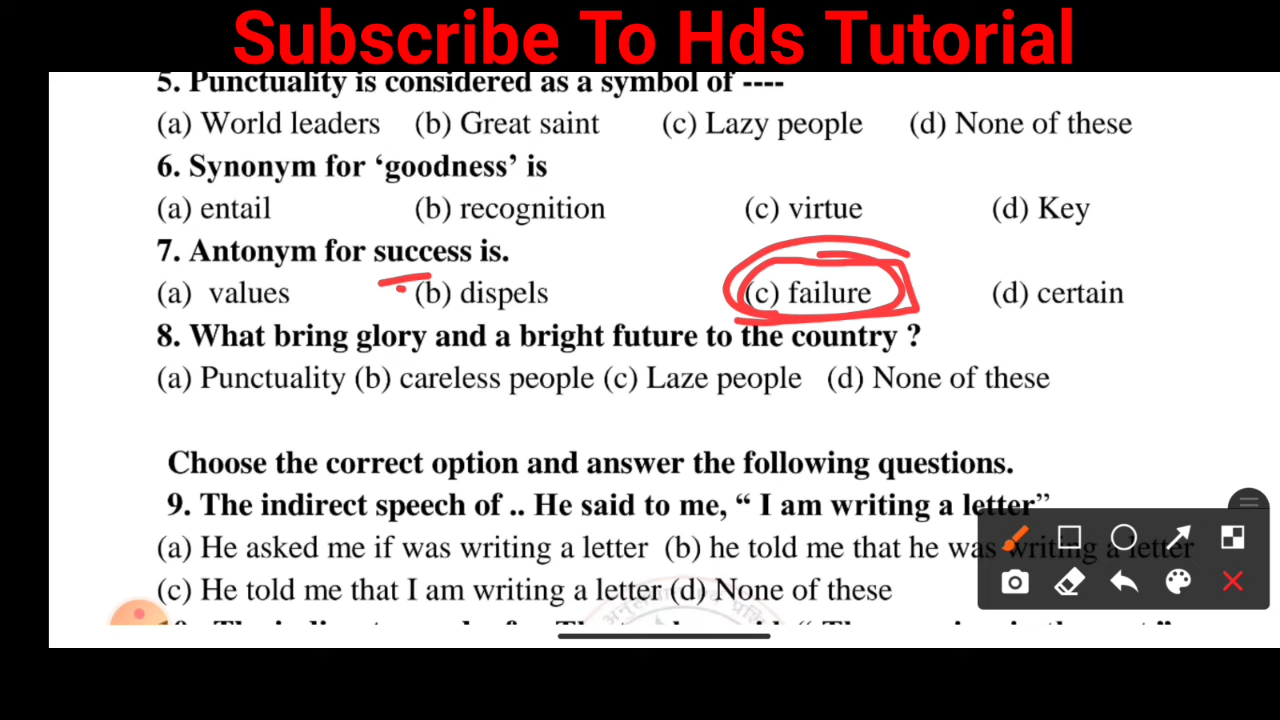 Subscribe To Hds Tutorial
5. Punctuality is considered as a symbol of ----
(a) World leaders (b) Great saint (c) Lazy people (d) None of these
6. Synonym for ‘goodness’ is
(a) entail (b) recognition (c) virtue (d) Key
7. Antonym for success is.
(a) values (b) dispels (c) failure (d) certain
8. What bring glory and a bright future to the country ?
(a) Punctuality (b) careless people (c) Laze people (d) None of these
Choose the correct option and answer the following questions.
9. The indirect speech of .. He said to me, “ I am writing a letter”
(a) He asked me if was writing a letter (b) he told me that he was writing a letter
(c) He told me that I am writing a letter (d) None of these